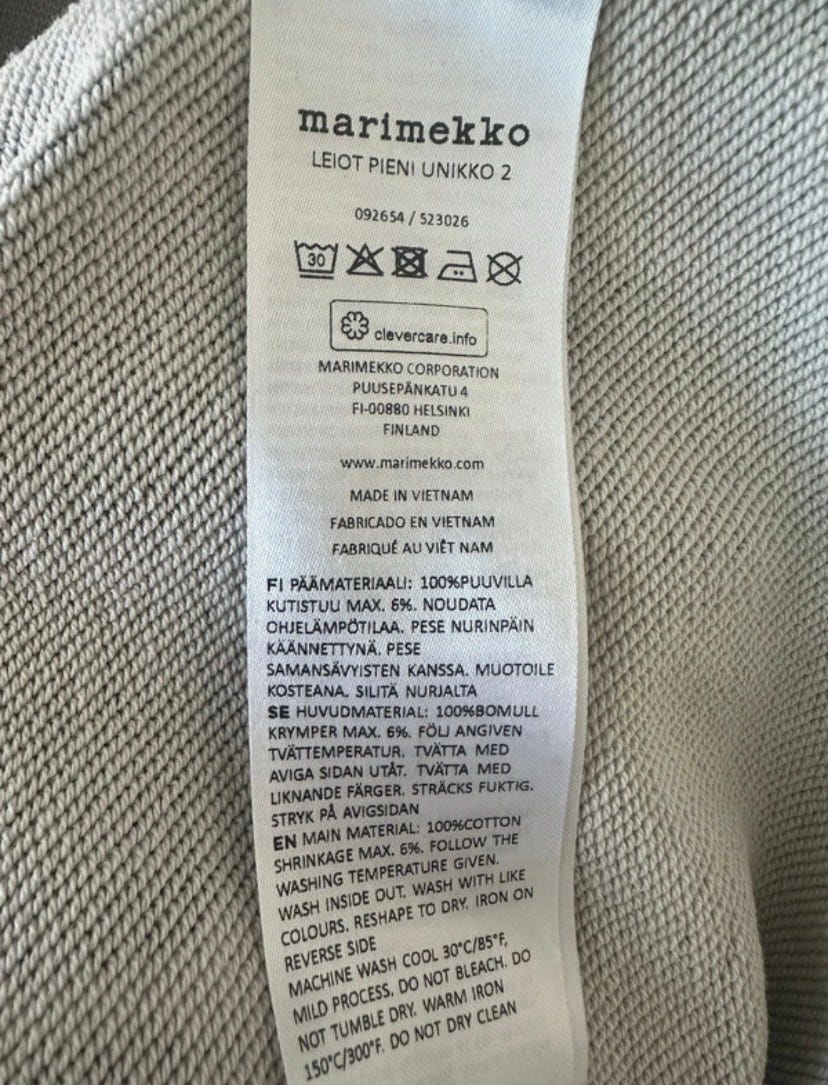 marimekko
LEIOT PIENI UNIKKO 2
092654 / 523026
30
clevercare.info
MARIMEKKO CORPORATION
PUUSEPÄNKATU 4
FI-00880 HELSINKI
FINLAND
www.marimekko.com
MADE IN VIETNAM
FABRICADO EN VIETNAM
FABRIQUÉ AU VIÊT NAM
FI PÄÄMATERIAALI: 100%PUUVILLA
KUTISTUU MAX. 6%. NOUDATA
OHJELÄMPÖTILAA. PESE NURINPÄIN
KÄÄNNETTYNÄ. PESE
SAMANSÄVYISTEN KANSSA. MUOTOILE
KOSTEANA. SILITÄ NURJALTA
SE HUVUDMATERIAL: 100%BOMULL
KRYMPER MAX. 6%. FÖLJ ANGIVEN
TVÄTTEMPERATUR. TVÄTTA MED
AVIGA SIDAN UTÅT. TVÄTTA MED
LIKNANDE FÄRGER. STRÄCKS FUKTIG.
STRYK PÅ AVIGSIDAN
EN MAIN MATERIAL: 100%COTTON
SHRINKAGE MAX. 6%. FOLLOW THE
WASHING TEMPERATURE GIVEN.
WASH INSIDE OUT. WASH WITH LIKE
COLOURS. RESHAPE TO DRY. IRON ON
REVERSE SIDE
MACHINE WASH COOL 30°C/85°F,
MILD PROCESS. DO NOT BLEACH. DO
NOT TUMBLE DRY. WARM IRON
150°C/300°F. DO NOT DRY CLEAN